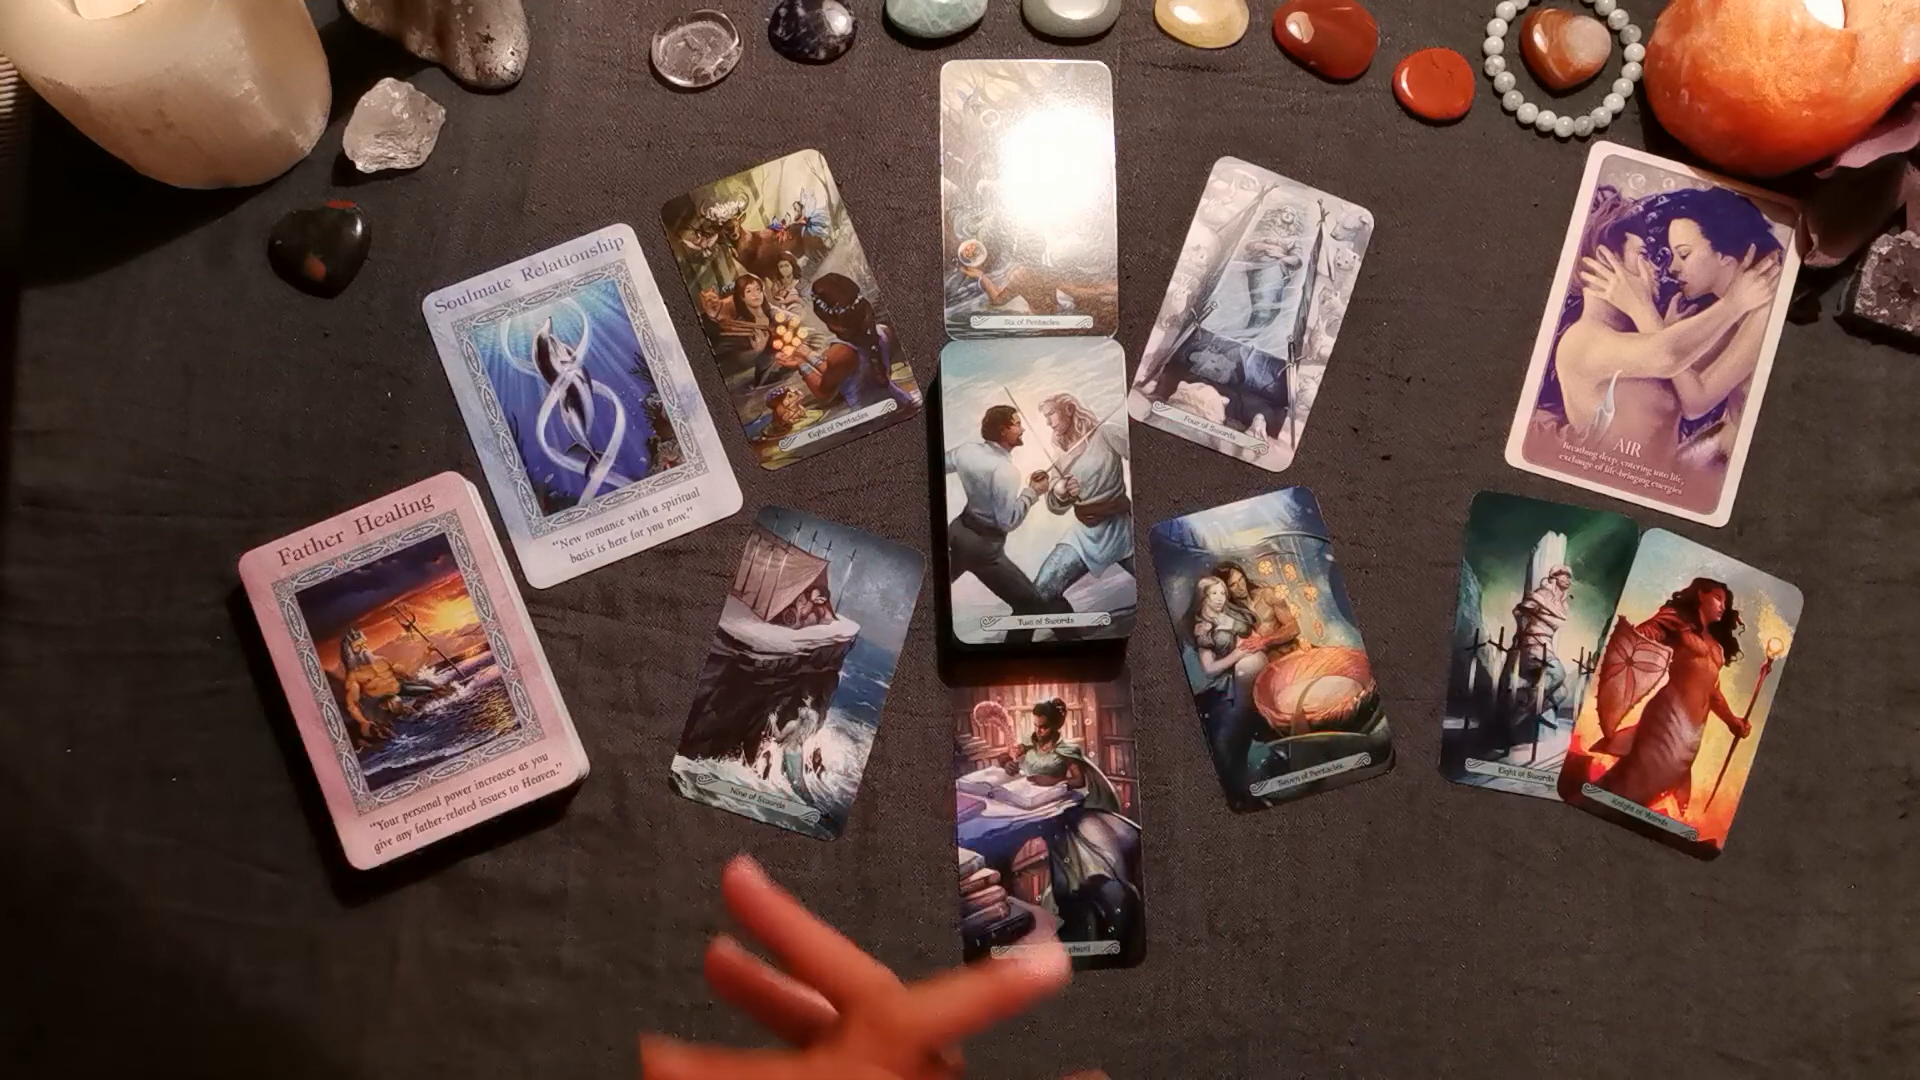 Soulmate Relationship
"New romance with a spiritual
basis is here for you now."
Father Healing
"Your personal power increases as you
give any father-related issues to Heaven."
Eight of Pentacles
Six of Pentacles
Four of Swords
AIR
Breathing deep, entering into life,
exchange of life-bringing energies
Nine of Swords
Two of Swords
Seven of Pentacles
Eight of Swords
Knight of Wands